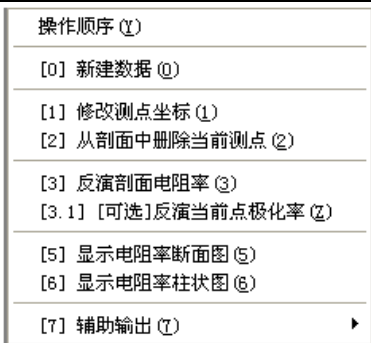 操作顺序(Y)
[0] 新建数据(0)
[1] 修改测点坐标(1)
[2] 从剖面中删除当前测点(2)
[3] 反演剖面电阻率(3)
[3.1] [可选]反演当前点极化率(Z)
[5] 显示电阻率断面图(5)
[6] 显示电阻率柱状图(6)
[7] 辅助输出(7)